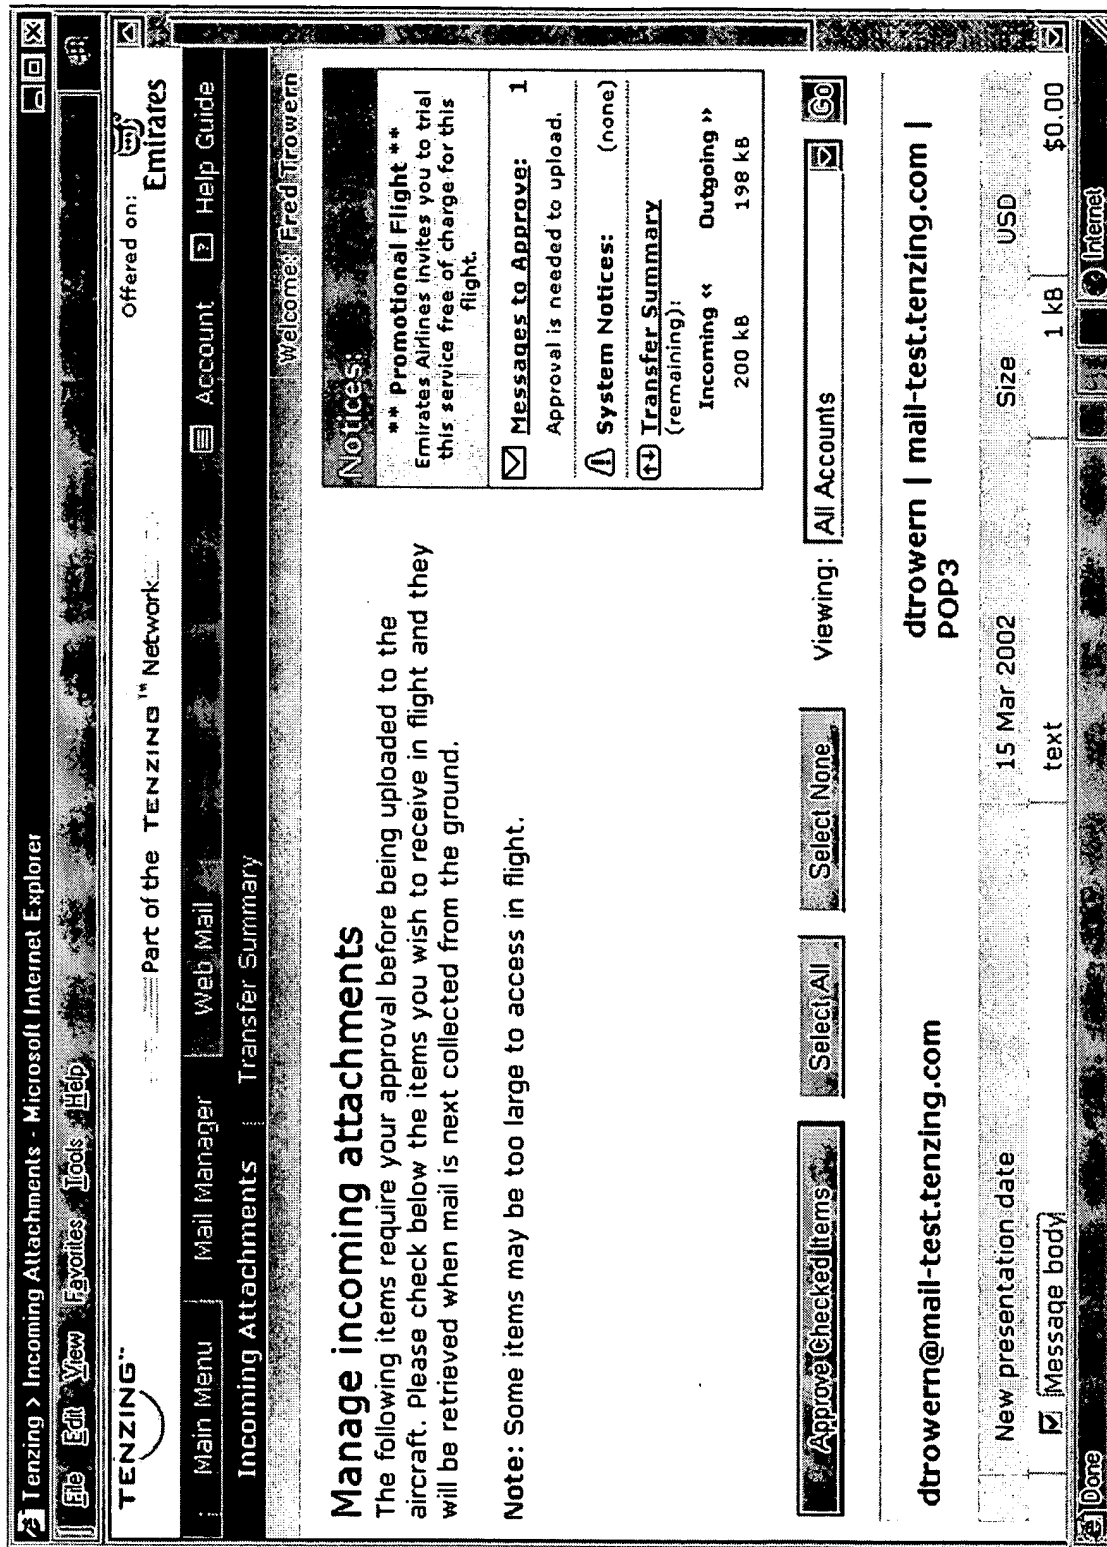 Tenzing > Incoming Attachments - Microsoft Internet Explorer
File Edit View Favorites Tools Help
TENZING™
Part of the TENZING™ Network
Offered on:
Emirates
Main Menu Mail Manager Web Mail Account ? Help Guide
Incoming Attachments Transfer Summary
Welcome: Fred Trowern
Manage incoming attachments
The following items require your approval before being uploaded to the
aircraft. Please check below the items you wish to receive in flight and they
will be retrieved when mail is next collected from the ground.
Note: Some items may be too large to access in flight.
Notices:
** Promotional Flight **
Emirates Airlines invites you to trial
this service free of charge for this
flight.
Messages to Approve: 1
Approval is needed to upload.
System Notices: (none)
Transfer Summary
(remaining):
Incoming << Outgoing >>
200 kB 198 kB
Approve Checked Items Select All Select None Viewing: All Accounts Go
dtrowern@mail-test.tenzing.com dtrowern | mail-test.tenzing.com |
POP3
New presentation date 15 Mar 2002 Size USD
Message body text 1 kB $0.00
Done Internet